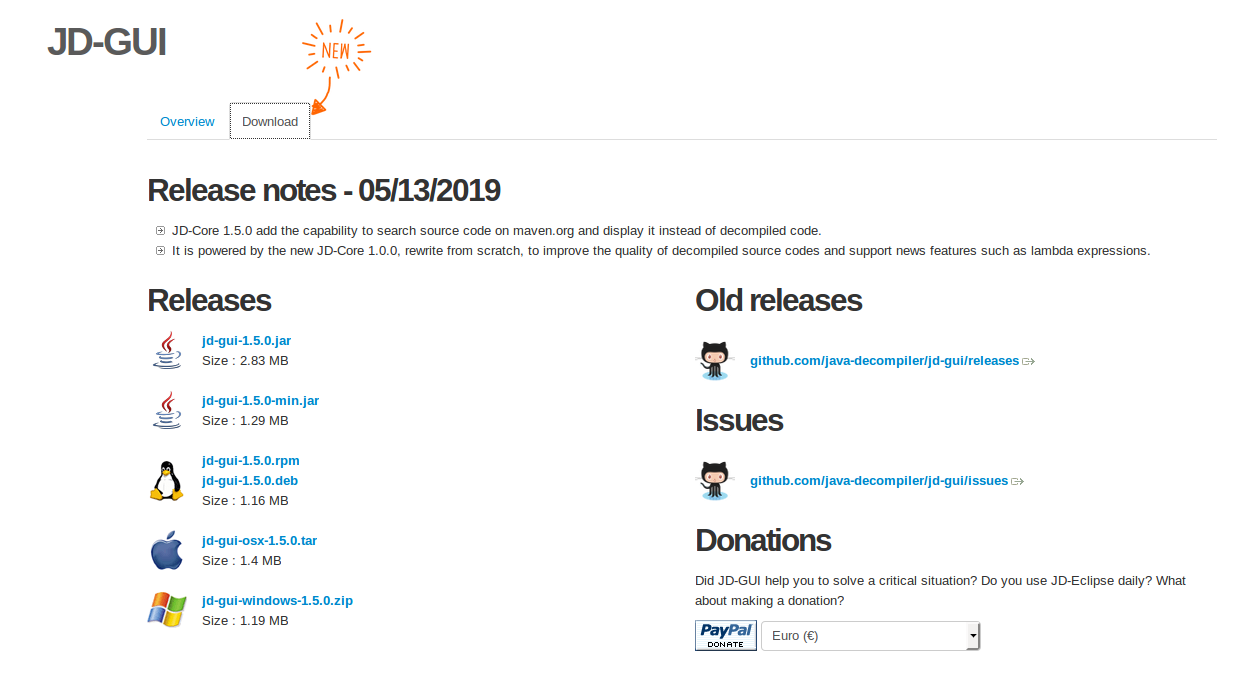 JD-GUI
NEW
Overview
Download
Release notes - 05/13/2019
JD-Core 1.5.0 add the capability to search source code on maven.org and display it instead of decompiled code.
It is powered by the new JD-Core 1.0.0, rewrite from scratch, to improve the quality of decompiled source codes and support news features such as lambda expressions.
Releases
jd-gui-1.5.0.jar
Size : 2.83 MB
jd-gui-1.5.0-min.jar
Size : 1.29 MB
jd-gui-1.5.0.rpm
jd-gui-1.5.0.deb
Size : 1.16 MB
jd-gui-osx-1.5.0.tar
Size : 1.4 MB
jd-gui-windows-1.5.0.zip
Size : 1.19 MB
Old releases
github.com/java-decompiler/jd-gui/releases
Issues
github.com/java-decompiler/jd-gui/issues
Donations
Did JD-GUI help you to solve a critical situation? Do you use JD-Eclipse daily? What
about making a donation?
PayPal
DONATE
Euro (€)